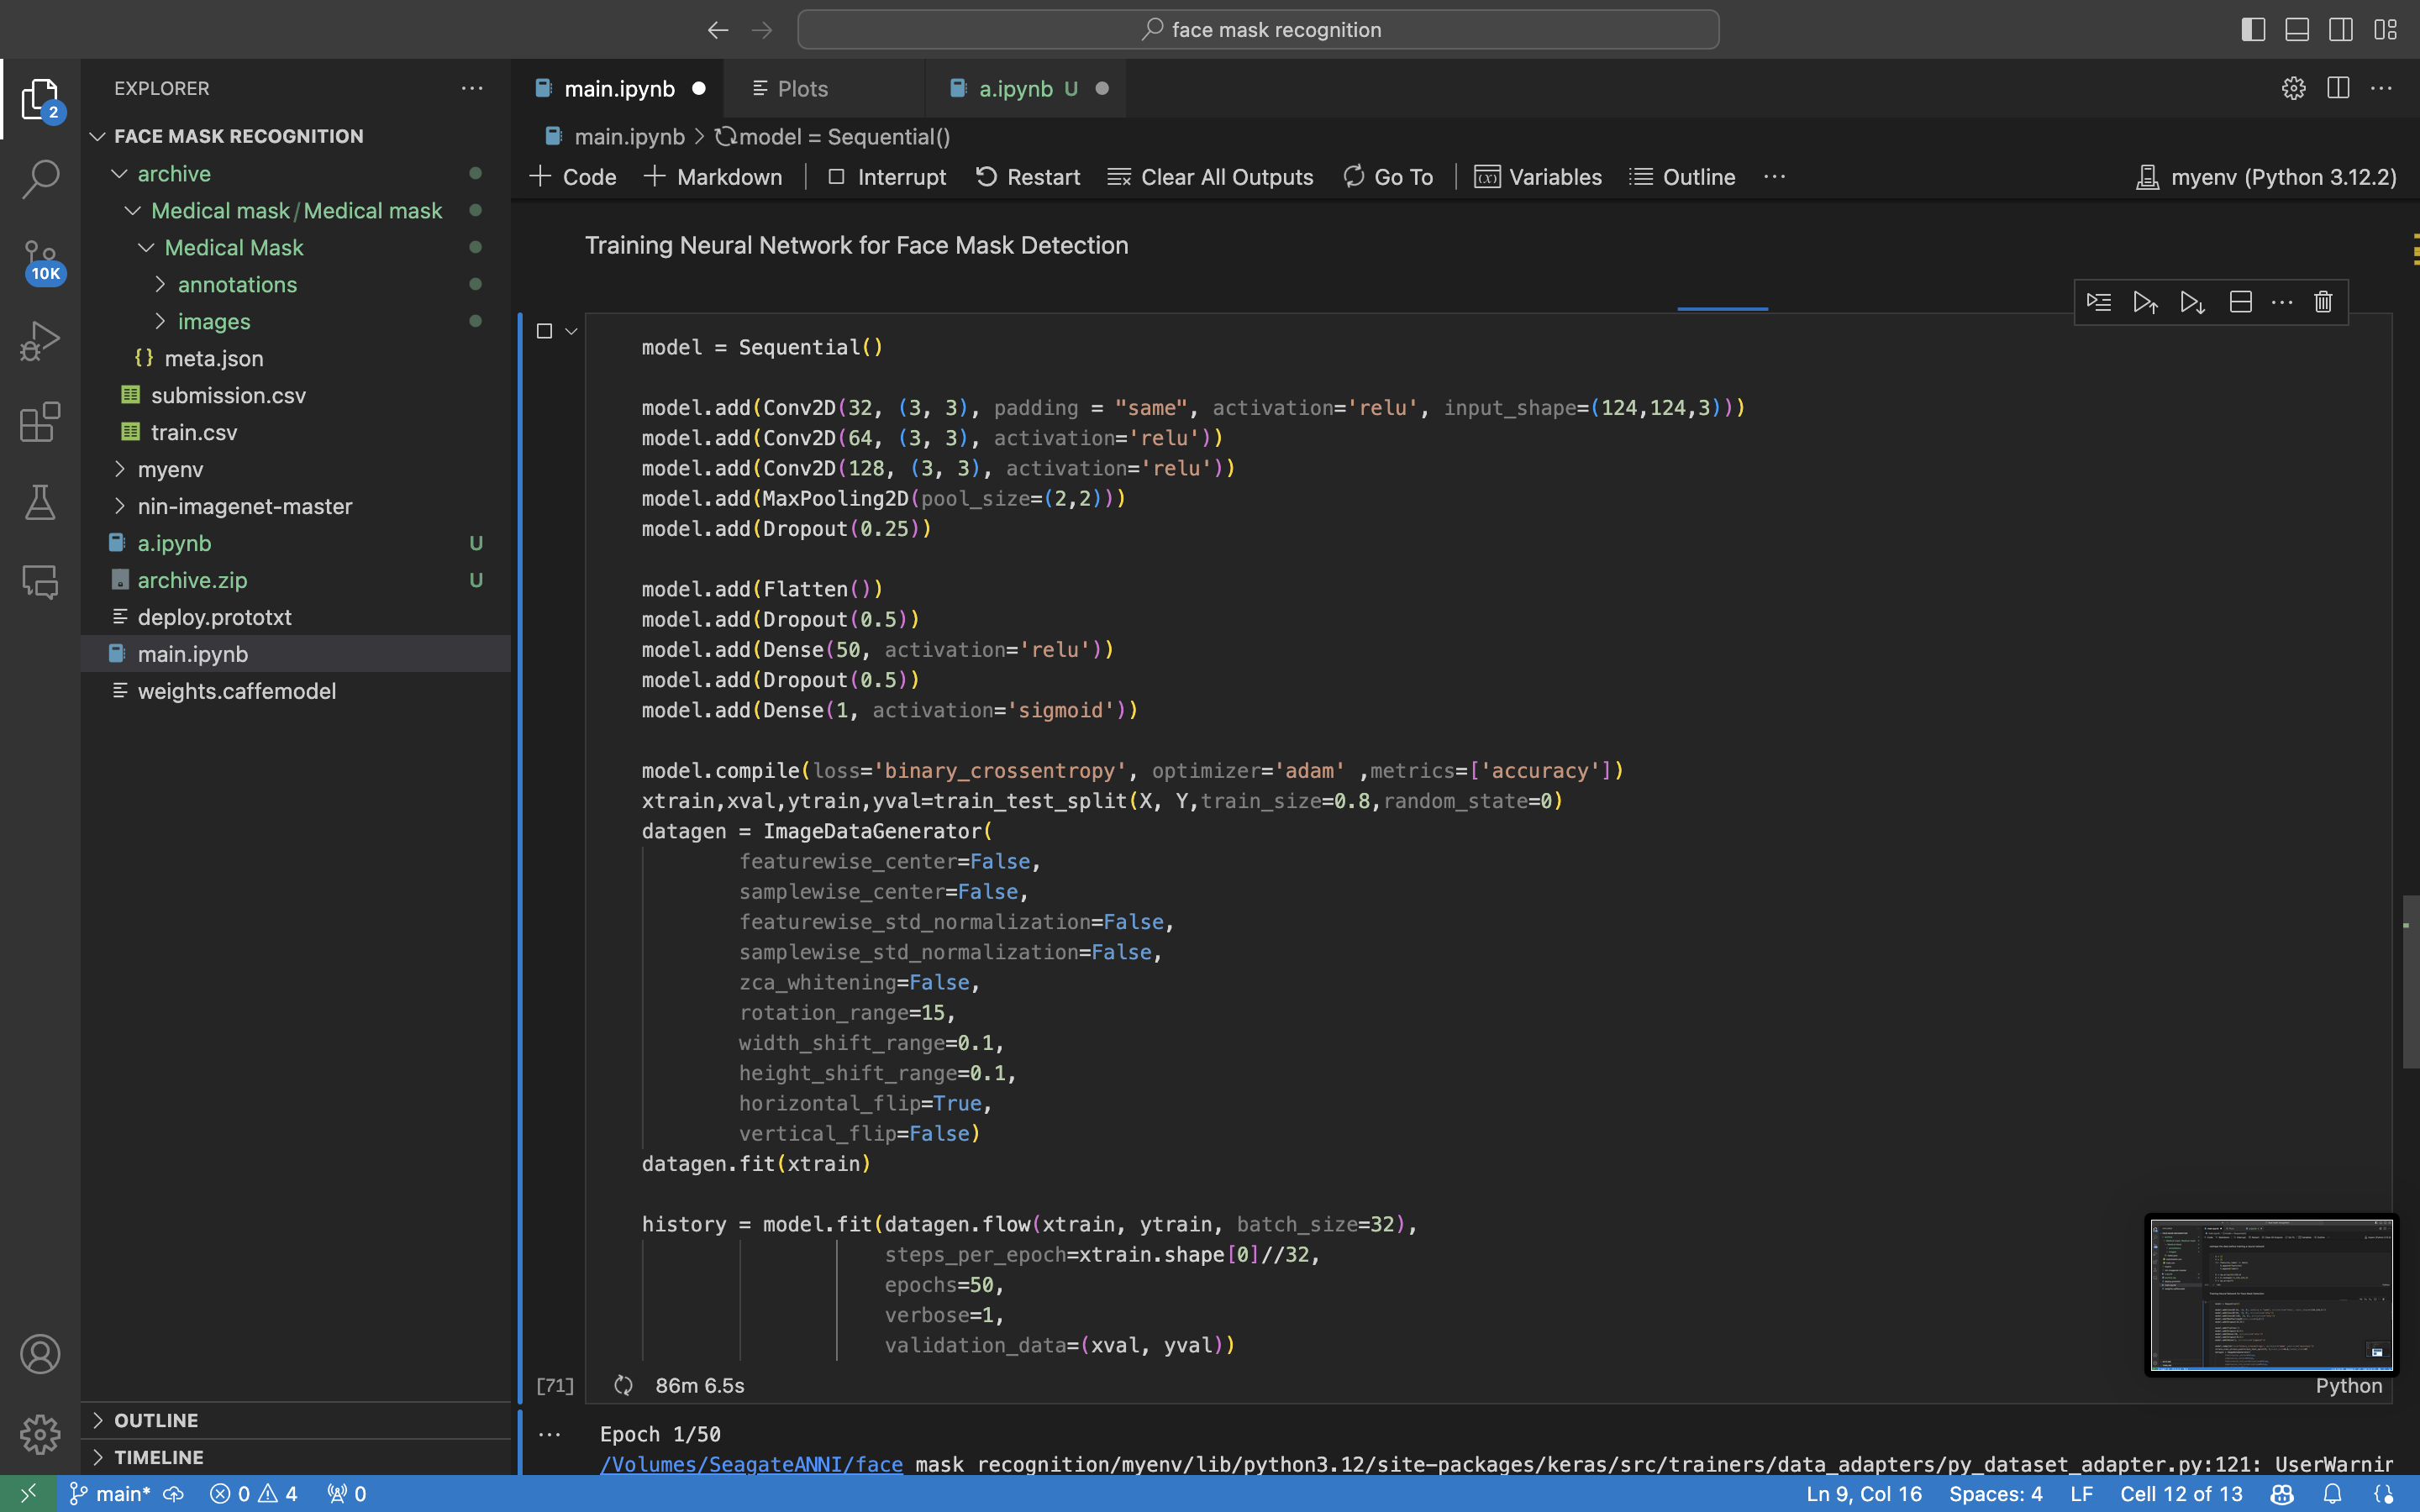 face mask recognition
EXPLORER
2
FACE MASK RECOGNITION
archive
Medical mask / Medical mask
Medical Mask
annotations
images
meta.json
submission.csv
train.csv
myenv
nin-imagenet-master
a.ipynb U
archive.zip U
deploy.prototxt
main.ipynb
weights.caffemodel
10K
OUTLINE
TIMELINE
main.ipynb
Plots
a.ipynb U
main.ipynb > model = Sequential()
+ Code + Markdown Interrupt Restart Clear All Outputs Go To Variables Outline ··· myenv (Python 3.12.2)
Training Neural Network for Face Mask Detection
model = Sequential()
model.add(Conv2D(32, (3, 3), padding = "same", activation='relu', input_shape=(124,124,3)))
model.add(Conv2D(64, (3, 3), activation='relu'))
model.add(Conv2D(128, (3, 3), activation='relu'))
model.add(MaxPooling2D(pool_size=(2,2)))
model.add(Dropout(0.25))
model.add(Flatten())
model.add(Dropout(0.5))
model.add(Dense(50, activation='relu'))
model.add(Dropout(0.5))
model.add(Dense(1, activation='sigmoid'))
model.compile(loss='binary_crossentropy', optimizer='adam' ,metrics=['accuracy'])
xtrain,xval,ytrain,yval=train_test_split(X, Y,train_size=0.8,random_state=0)
datagen = ImageDataGenerator(
featurewise_center=False,
samplewise_center=False,
featurewise_std_normalization=False,
samplewise_std_normalization=False,
zca_whitening=False,
rotation_range=15,
width_shift_range=0.1,
height_shift_range=0.1,
horizontal_flip=True,
vertical_flip=False)
datagen.fit(xtrain)
history = model.fit(datagen.flow(xtrain, ytrain, batch_size=32),
steps_per_epoch=xtrain.shape[0]//32,
epochs=50,
verbose=1,
validation_data=(xval, yval))
[71] 86m 6.5s
Python
··· Epoch 1/50
/Volumes/SeagateANNI/face mask recognition/myenv/lib/python3.12/site-packages/keras/src/trainers/data_adapters/py_dataset_adapter.py:121: UserWarnir
main* 0 4 0 Ln 9, Col 16 Spaces: 4 LF Cell 12 of 13